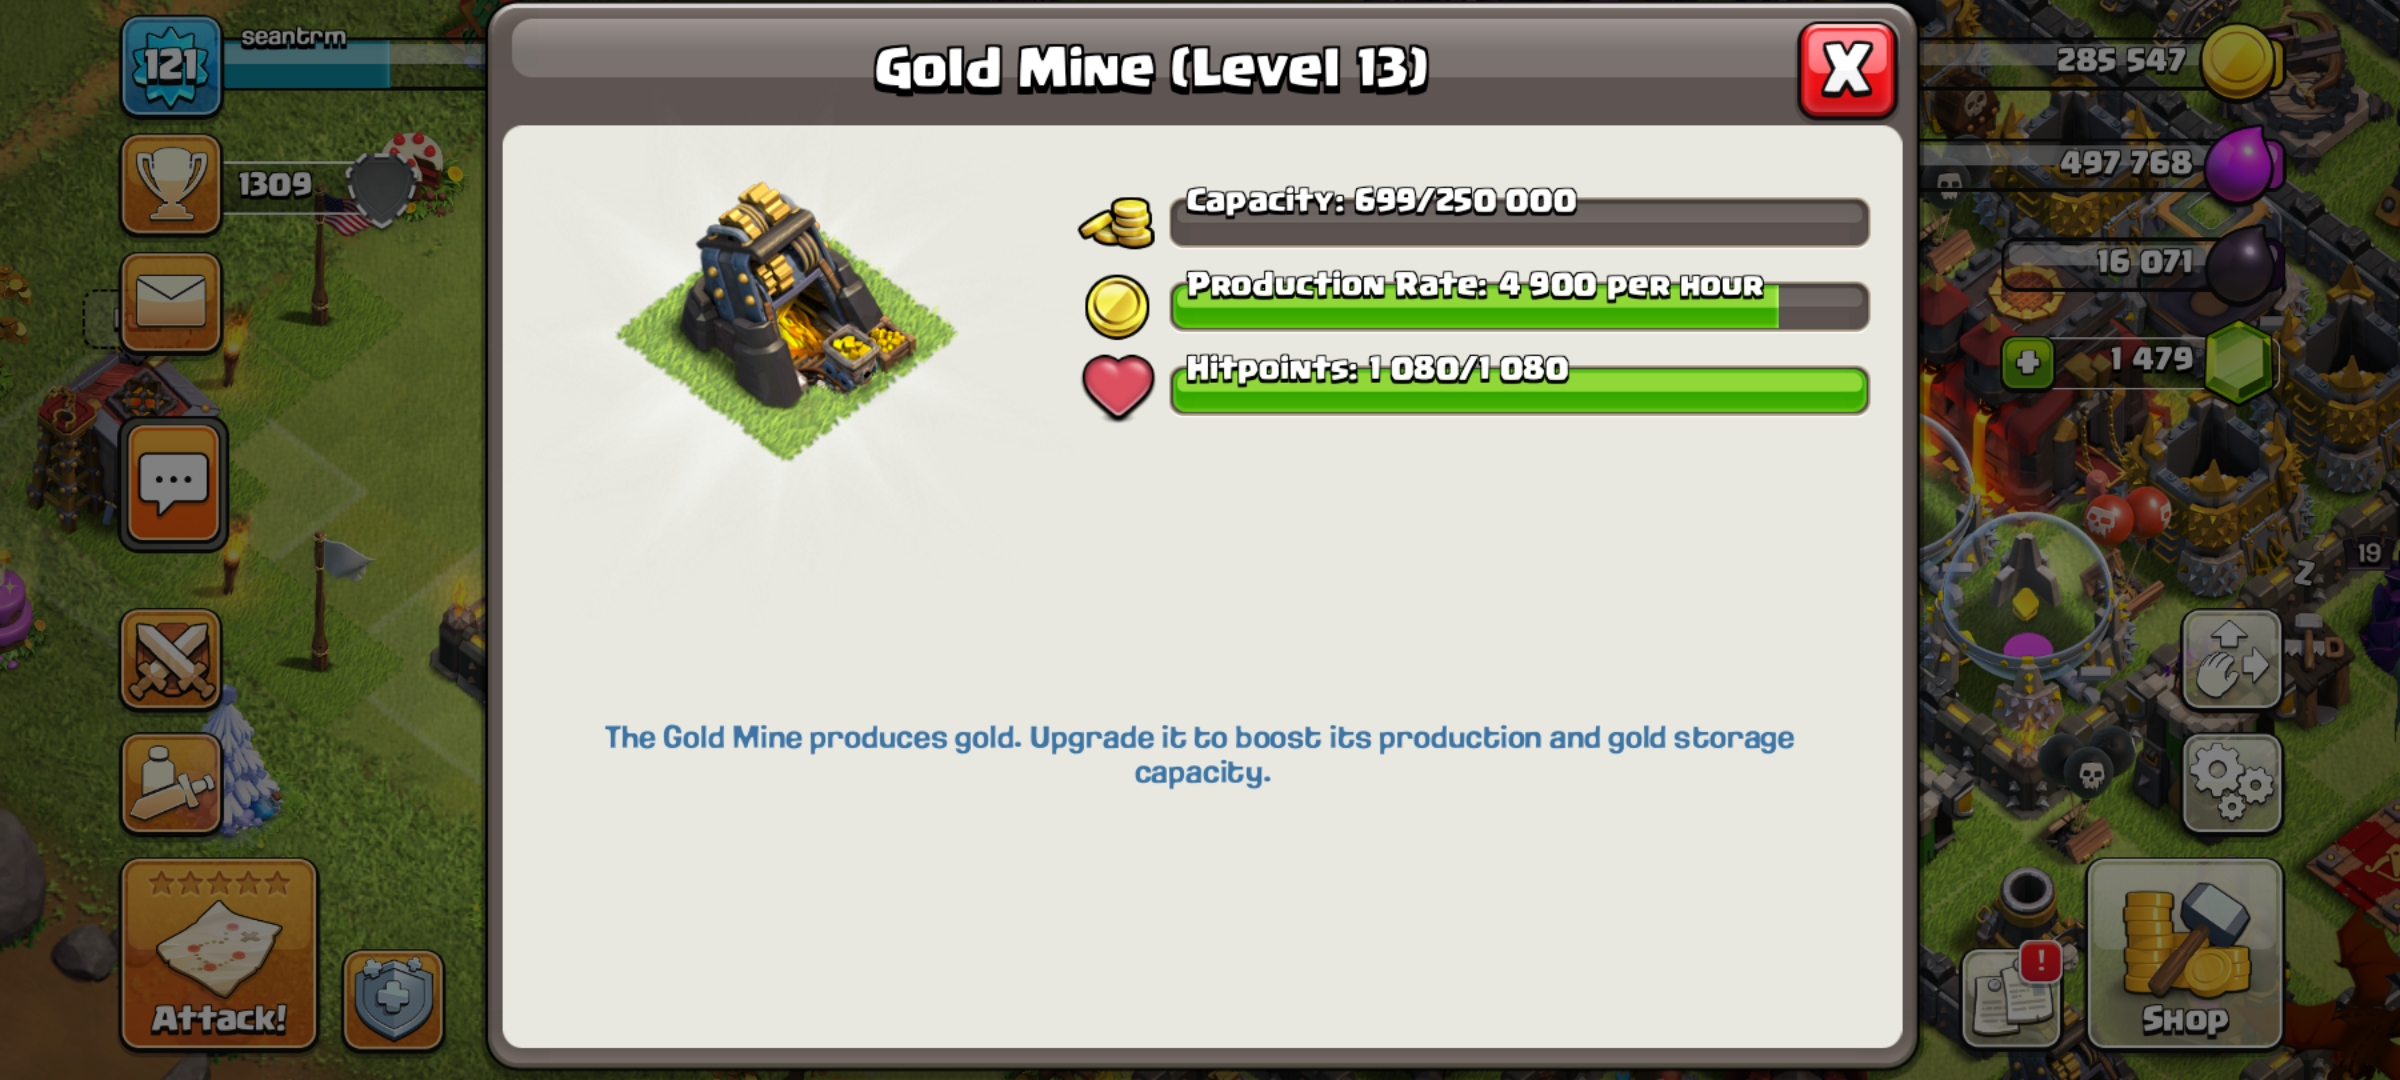 121
seantrm
1309
Attack!
Gold Mine (Level 13)
X
Capacity: 699/250 000
Production Rate: 4 900 per Hour
Hitpoints: 1 080/1 080
The Gold Mine produces gold. Upgrade it to boost its production and gold storage
capacity.
285 547
497 768
16 071
1 479
19
Z
!
Shop